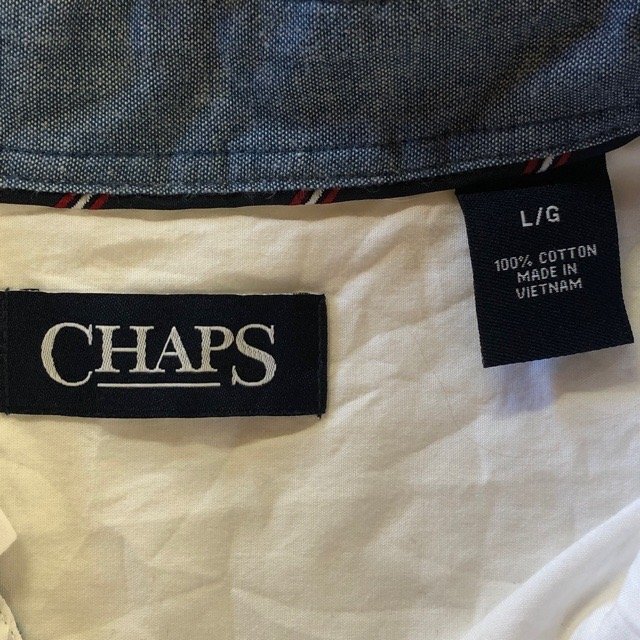 CHAPS
L/G
100% COTTON
MADE IN
VIETNAM